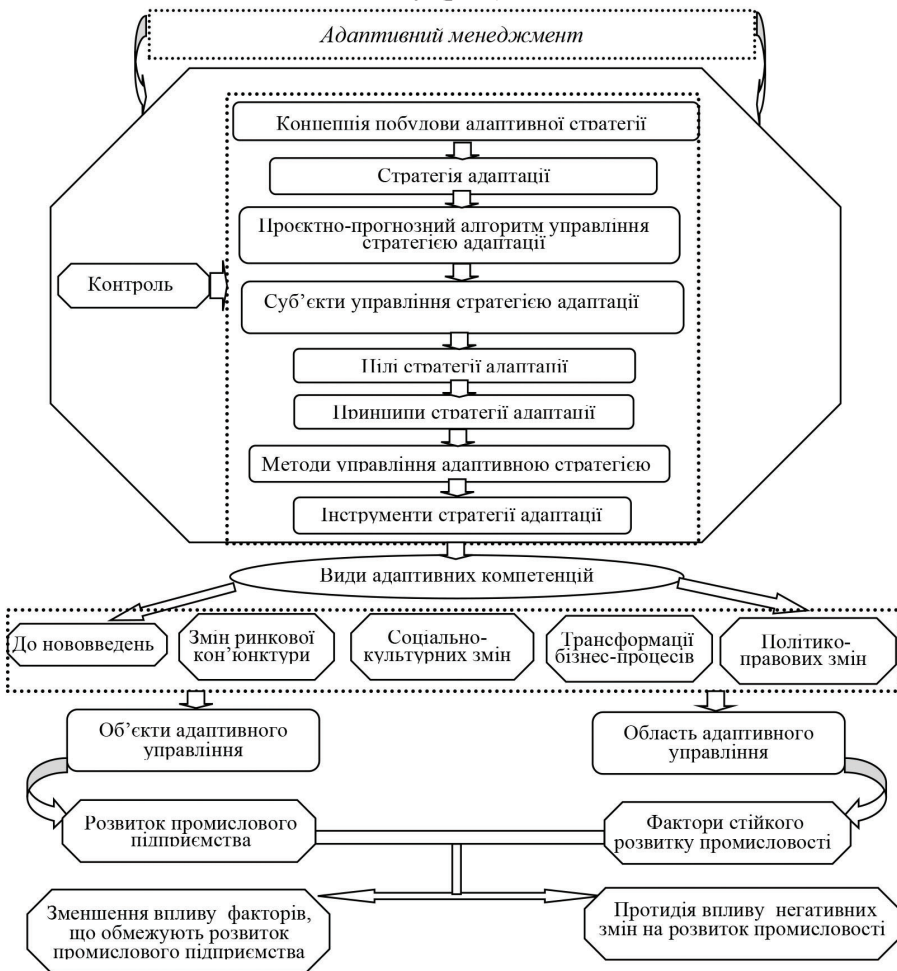 Адаптивний менеджмент
Концепція побудови адаптивної стратегії
Стратегія адаптації
Проєктно-прогнозний алгоритм управління
стратегією адаптації
Контроль
Суб’єкти управління стратегією адаптації
Цілі стратегії адаптації
Принципи стратегії адаптації
Методи управління адаптивною стратегією
Інструменти стратегії адаптації
Види адаптивних компетенцій
До нововведень
Змін ринкової
кон’юнктури
Соціально-
культурних змін
Трансформації
бізнес-процесів
Політико-
правових змін
Об’єкти адаптивного
управління
Область адаптивного
управління
Розвиток промислового
підприємства
Фактори стійкого
розвитку промисловості
Зменшення впливу факторів,
що обмежують розвиток
промислового підприємства
Протидія впливу негативних
змін на розвиток промисловості